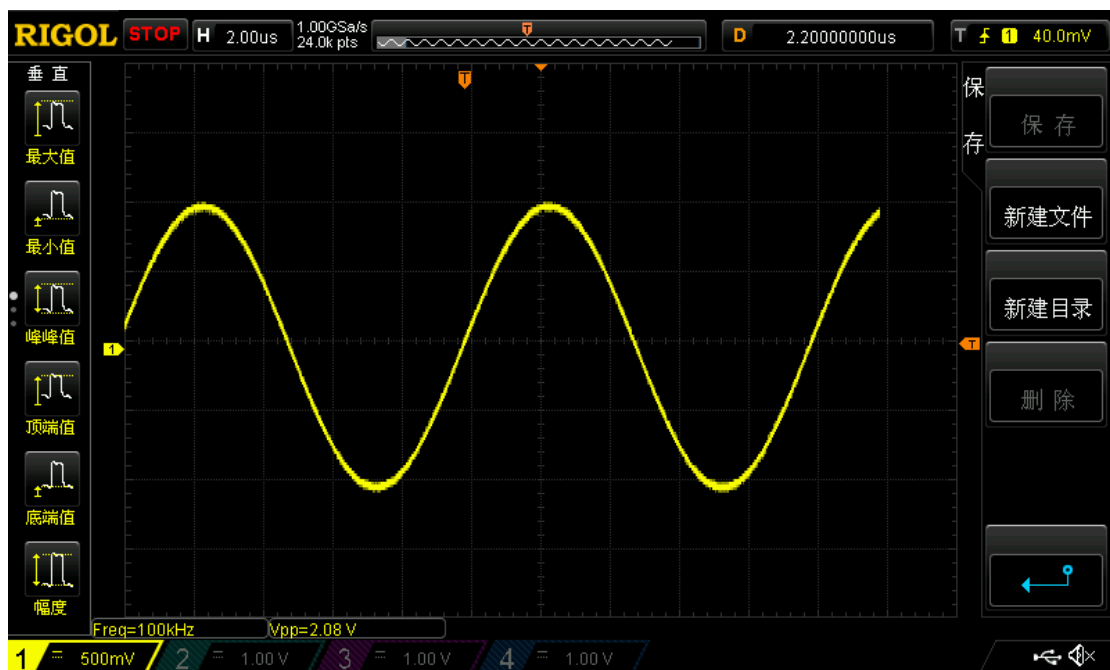 RIGOL STOP H 2.00us 1.00GSa/s 24.0k pts T D 2.20000000us T 1 40.0mV
垂直
T
保存
保存
最大值
新建文件
最小值
新建目录
峰峰值
1
T
删除
顶端值
底端值
幅度
Freq=100kHz Vpp=2.08 V
1 = 500mV 2 = 1.00 V 3 = 1.00 V 4 = 1.00 V